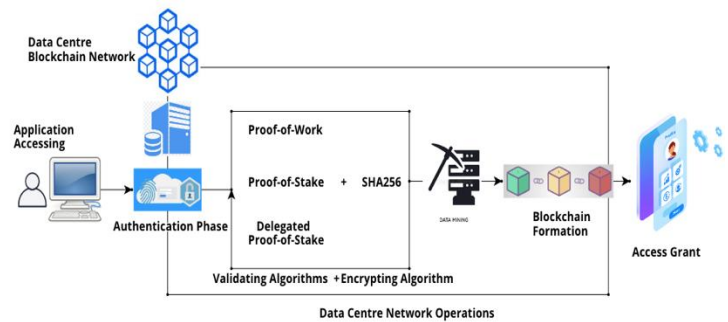 Data Centre
Blockchain Network
Application
Accessing
Authentication Phase
Proof-of-Work
Proof-of-Stake + SHA256
Delegated
Proof-of-Stake
Validating Algorithms + Encrypting Algorithm
DATA MINING
Blockchain
Formation
Access Grant
Data Centre Network Operations